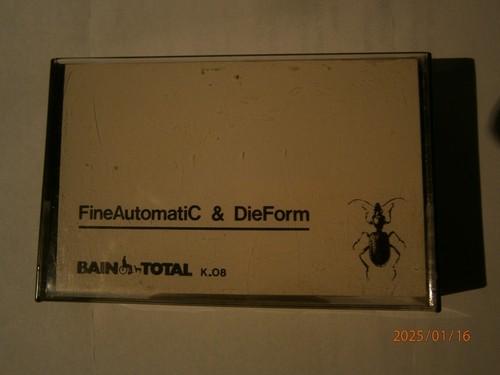 FineAutomatiC & DieForm
BAIN TOTAL K.08
2025/01/16